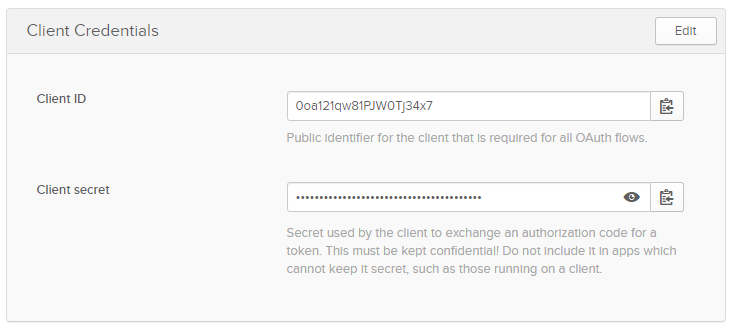 Client Credentials
Edit
Client ID
0oa121qw81PJW0Tj34x7
Public identifier for the client that is required for all OAuth flows.
Client secret
••••••••••••••••••••••••••••••••••••••••
Secret used by the client to exchange an authorization code for a
token. This must be kept confidential! Do not include it in apps which
cannot keep it secret, such as those running on a client.